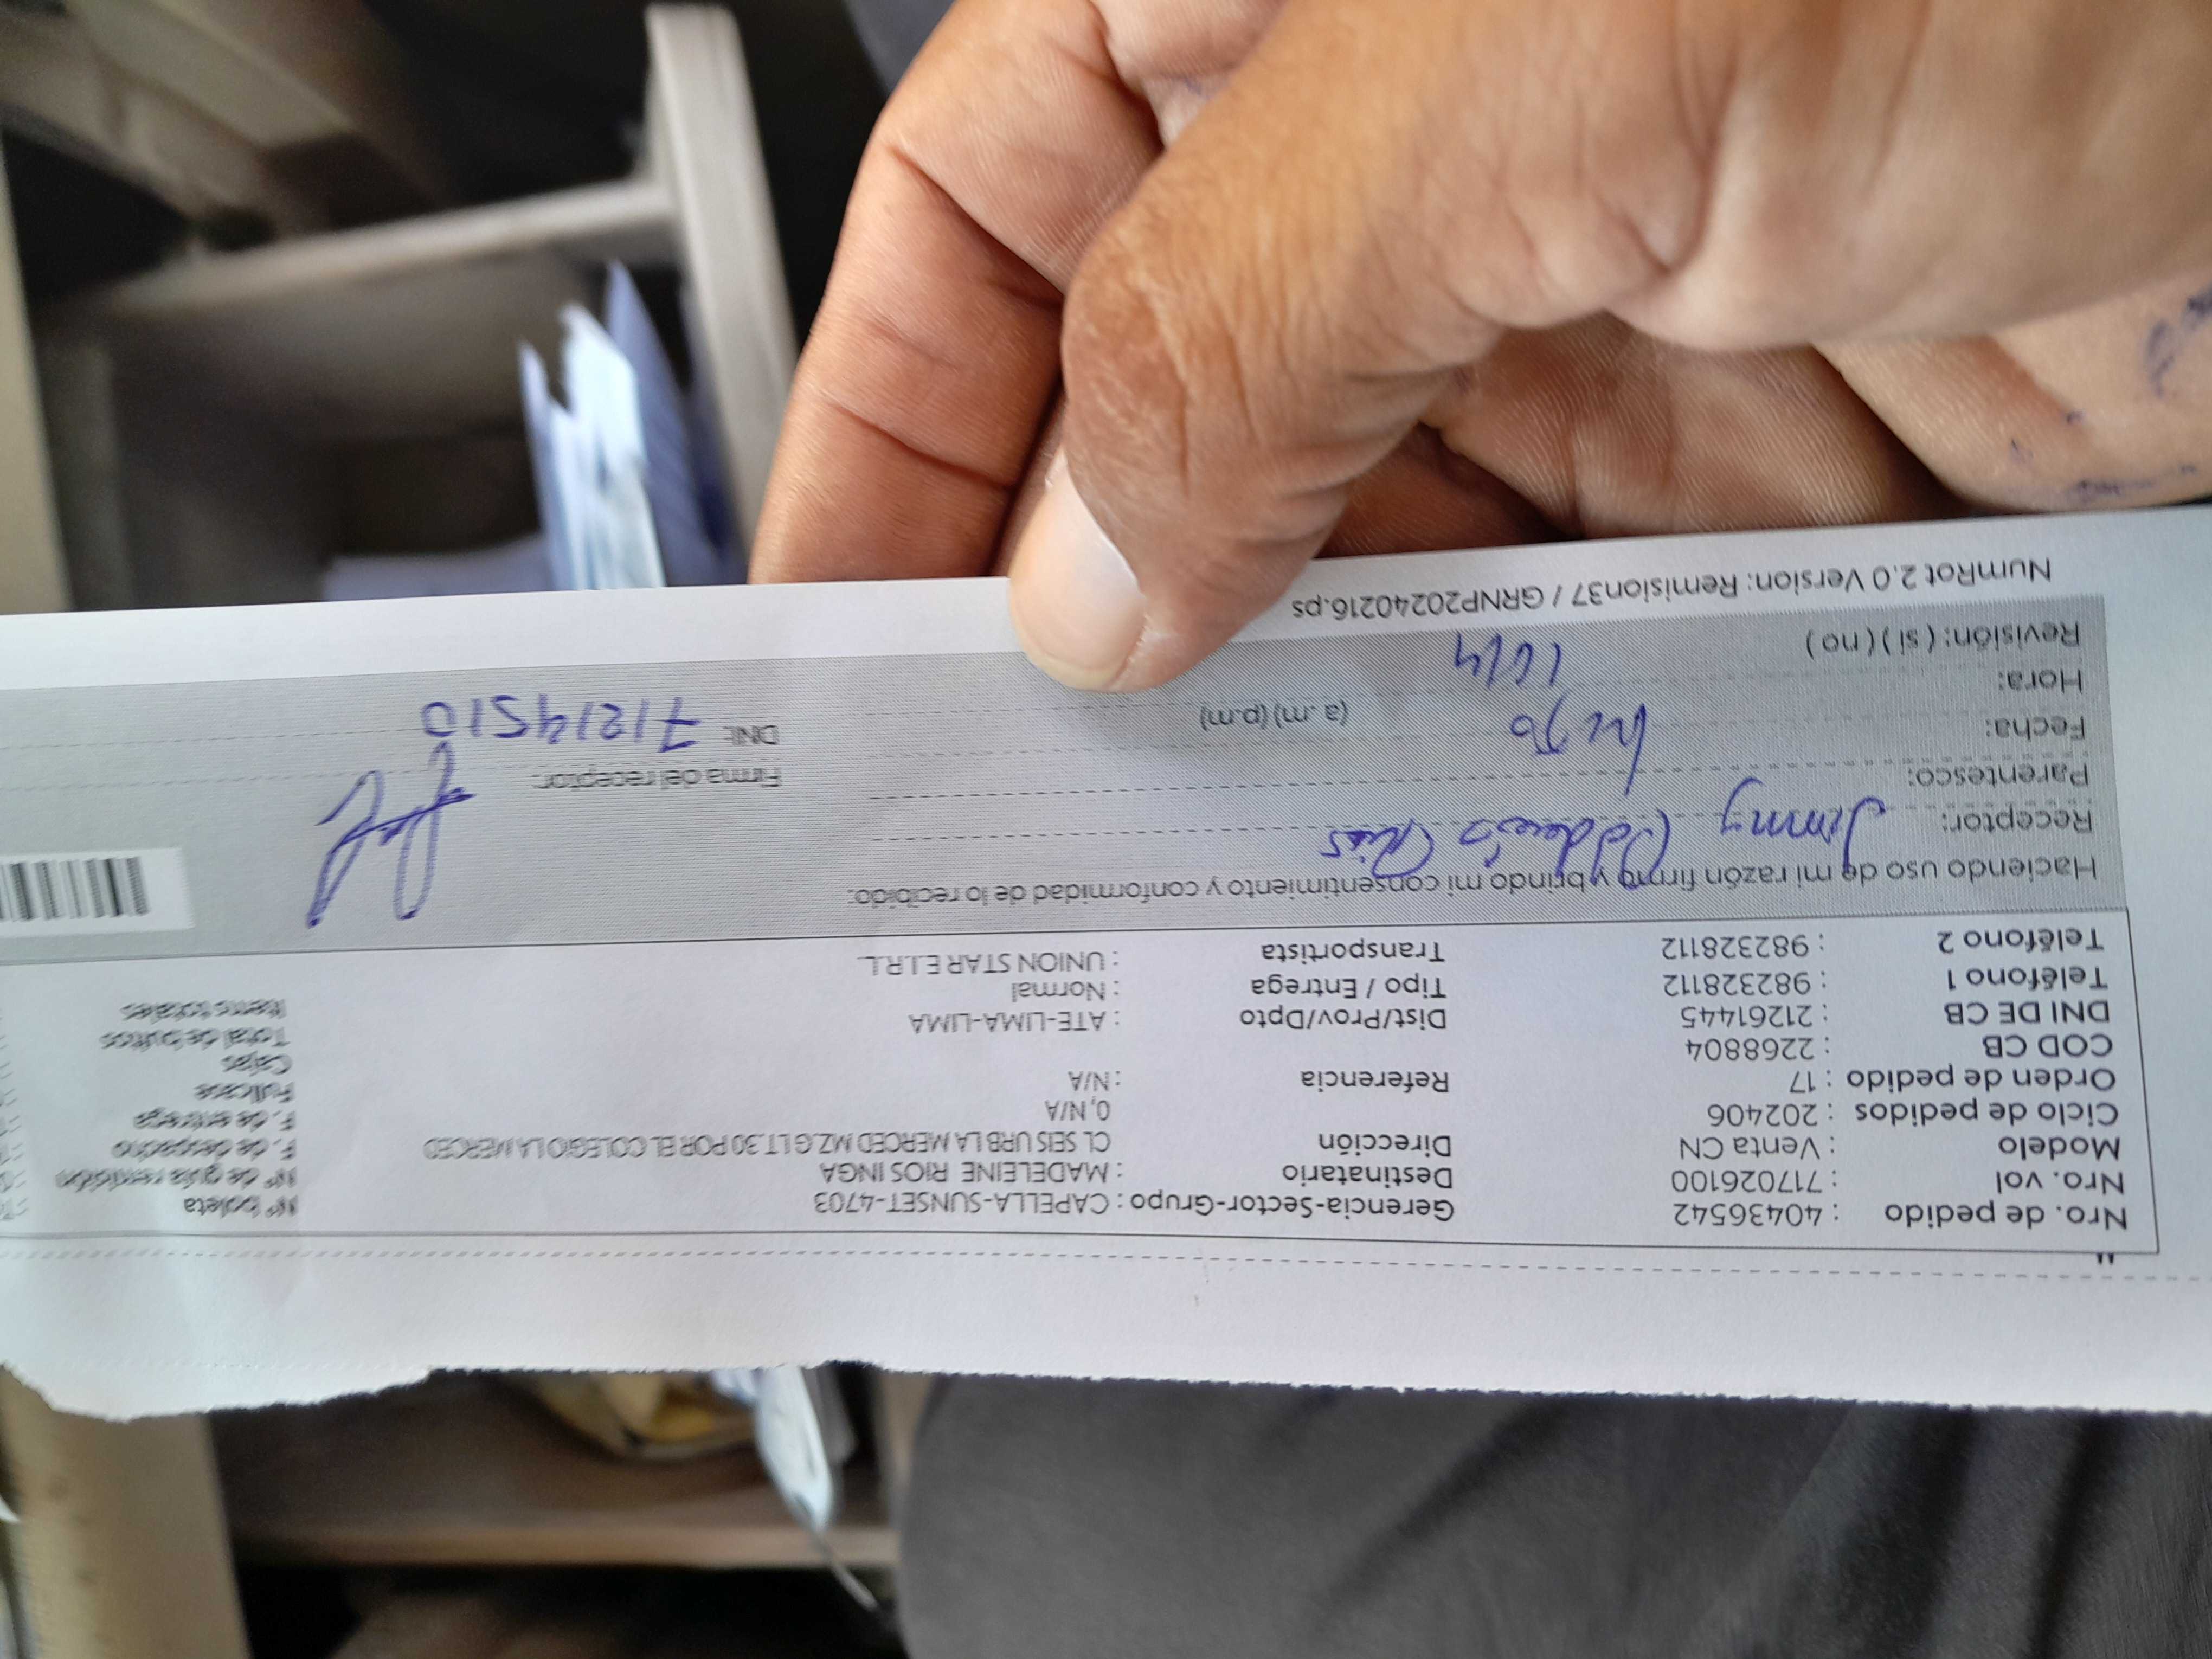 "
Nro. de pedido : 40436542 Gerencia-Sector-Grupo : CAPELLA-SUNSET-4703 Nº boleta
Nro. vol : 717026100 Destinatario : MADELEINE RIOS INGA Nº de guía remisión
Modelo : Venta CN Dirección CL SEIS URB LA MERCED MZ.G LT.30 POR EL COLEGIO LA MERCED F. de despacho
Ciclo de pedidos : 202406 0,N/A F. de entrega
Orden de pedido : 17 Referencia : N/A Fullcase
COD CB : 2268804 Cajas
DNI DE CB : 21261445 Dist/Prov/Dpto : ATE-LIMA-LIMA Total de bultos
Teléfono 1 : 982328112 Tipo / Entrega : Normal Items totales
Teléfono 2 : 982328112 Transportista : UNION STAR E.I.R.L.
Haciendo uso de mi razón firmo y brindo mi consentimiento y conformidad de lo recibido:
Receptor: Jimmy Rios
Parentesco: hijo Firma del receptor:
Fecha: (a.m) (p.m) DNI: 71214510
Hora: 1614
Revisión: ( si ) ( no )
NumRot 2.0 Version: Remision37 / GRNP20240216.ps